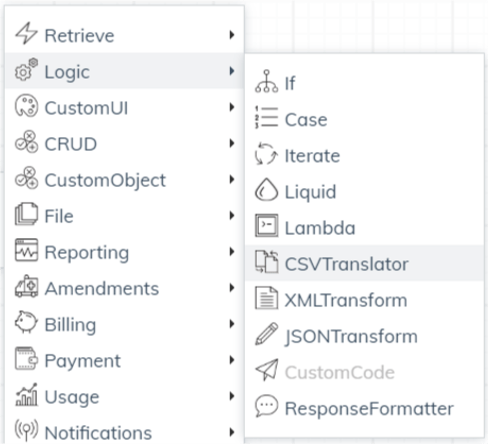 Retrieve
Logic
CustomUI
CRUD
CustomObject
File
Reporting
Amendments
Billing
Payment
Usage
Notifications
If
Case
Iterate
Liquid
Lambda
CSVTranslator
XMLTransform
JSONTransform
CustomCode
ResponseFormatter